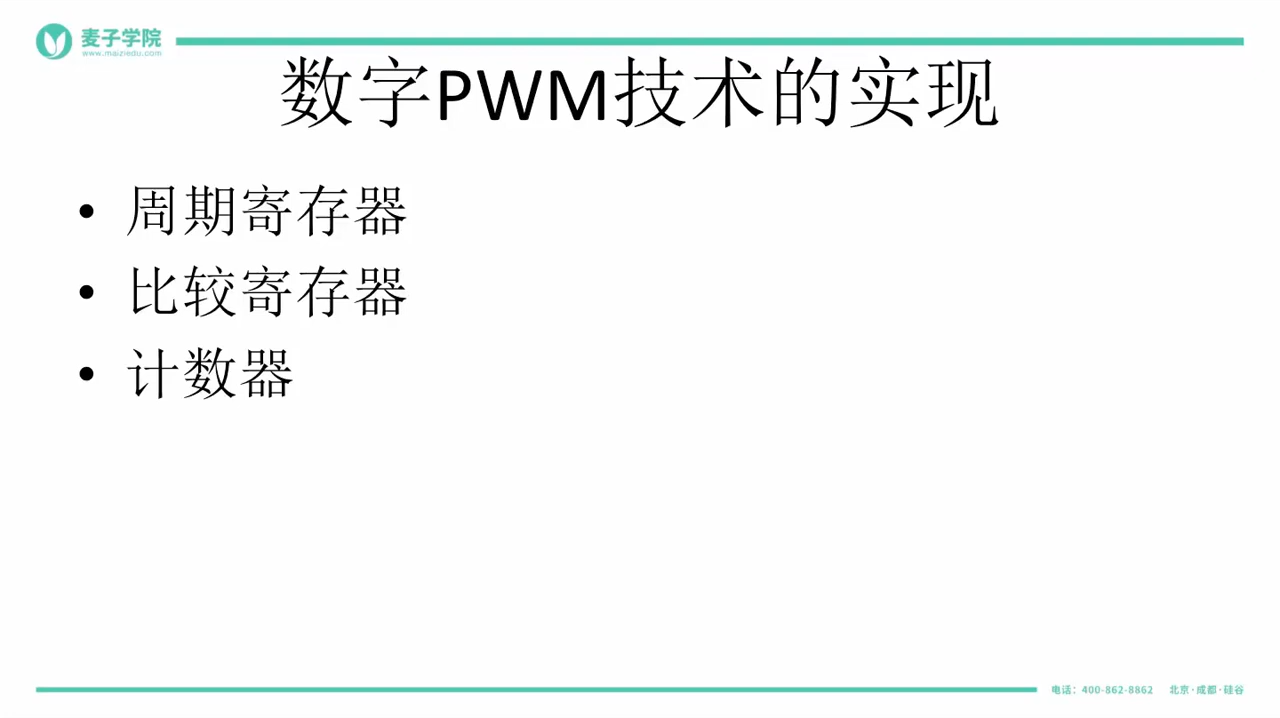 麦子学院
www.maiziedu.com
数字PWM技术的实现
• 周期寄存器
• 比较寄存器
• 计数器
电话：400-862-8862 北京·成都·硅谷